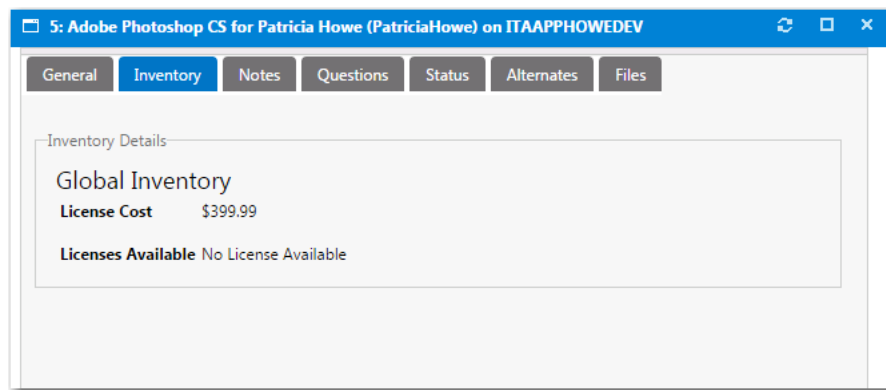 5: Adobe Photoshop CS for Patricia Howe (PatriciaHowe) on ITAAPPHOWEDEV
General Inventory Notes Questions Status Alternates Files
Inventory Details
Global Inventory
License Cost $399.99
Licenses Available No License Available